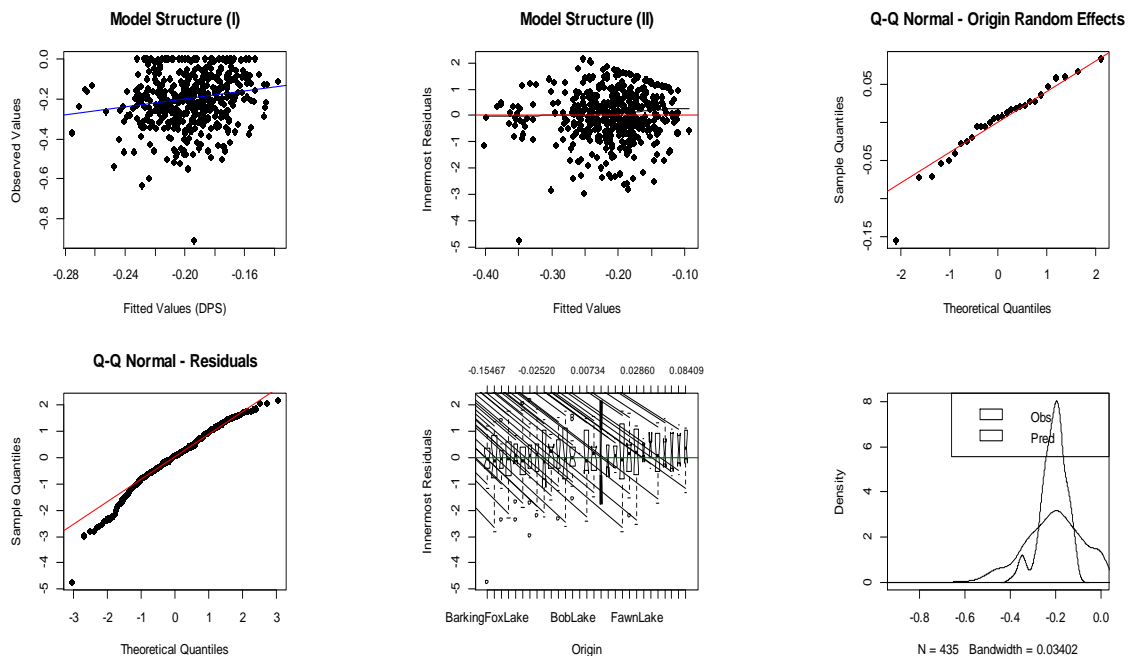 Model Structure (I)
Observed Values
0.0
-0.2
-0.4
-0.6
-0.8
-0.28 -0.24 -0.20 -0.16
Fitted Values (DPS)
Model Structure (II)
Innermost Residuals
2
1
0
-1
-2
-3
-4
-5
-0.40 -0.30 -0.20 -0.10
Fitted Values
Q-Q Normal - Origin Random Effects
Sample Quantiles
0.05
-0.05
-0.15
-2 -1 0 1 2
Theoretical Quantiles
Q-Q Normal - Residuals
Sample Quantiles
2
1
0
-1
-2
-3
-4
-5
-3 -2 -1 0 1 2 3
Theoretical Quantiles
-0.15467 -0.02520 0.00734 0.02860 0.08409
Innermost Residuals
2
1
0
-1
-2
-3
-4
-5
BarkingFoxLake BobLake FawnLake
Origin
Density
8
6
4
2
0
Obs
Pred
-0.8 -0.6 -0.4 -0.2 0.0
N = 435 Bandwidth = 0.03402